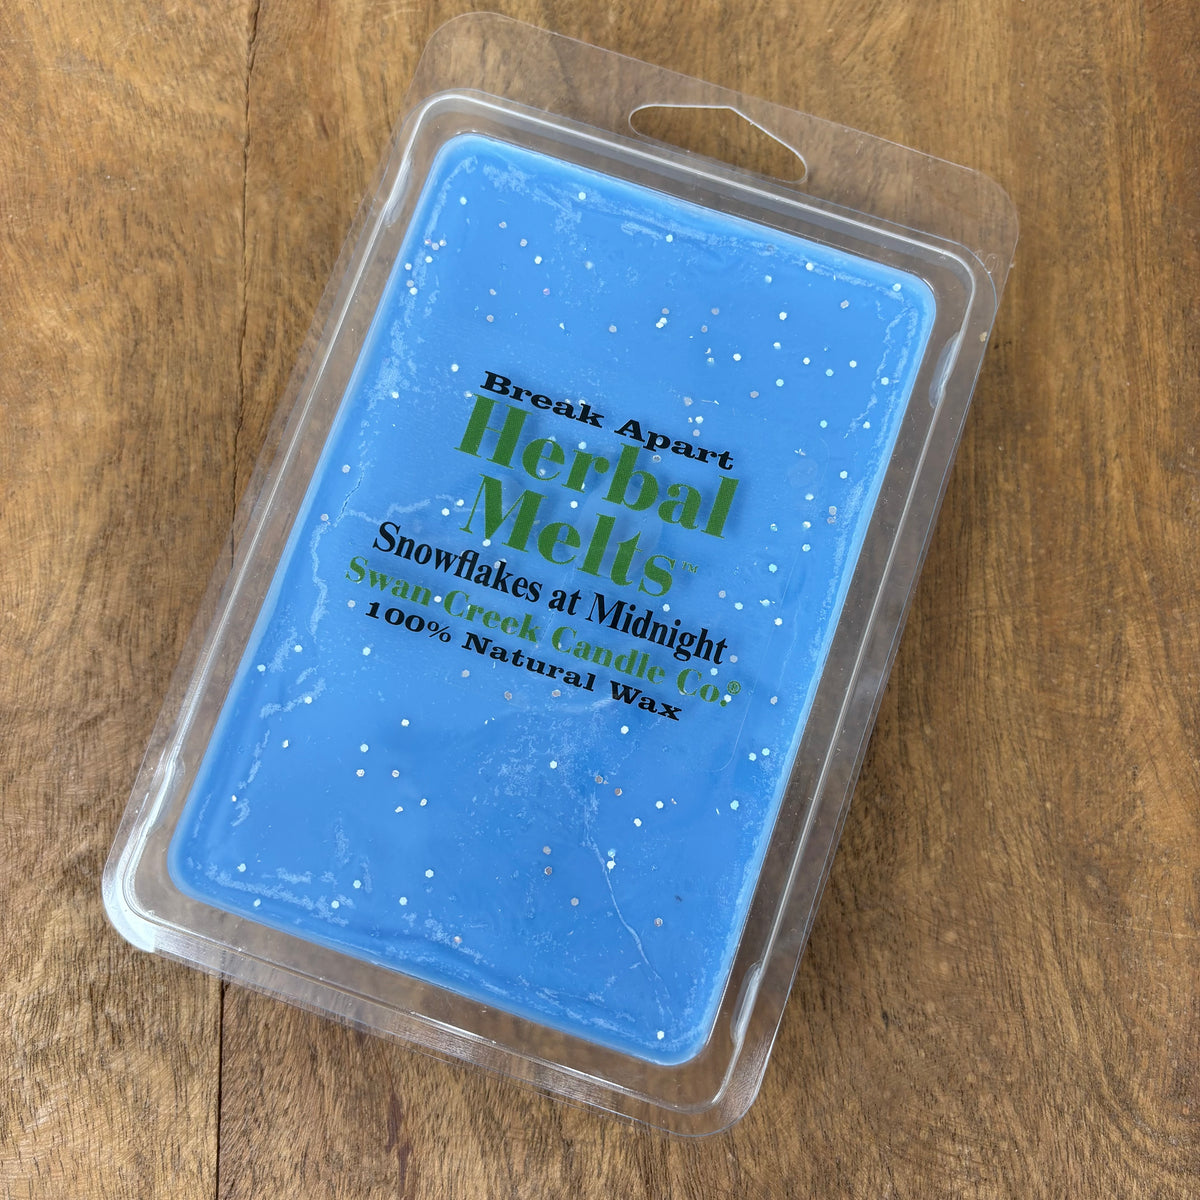 Break Apart
Herbal
Melts™
Snowflakes at Midnight
Swan Creek Candle Co.®
100% Natural Wax